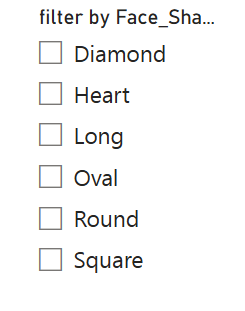 filter by Face_Sha...
Diamond
Heart
Long
Oval
Round
Square